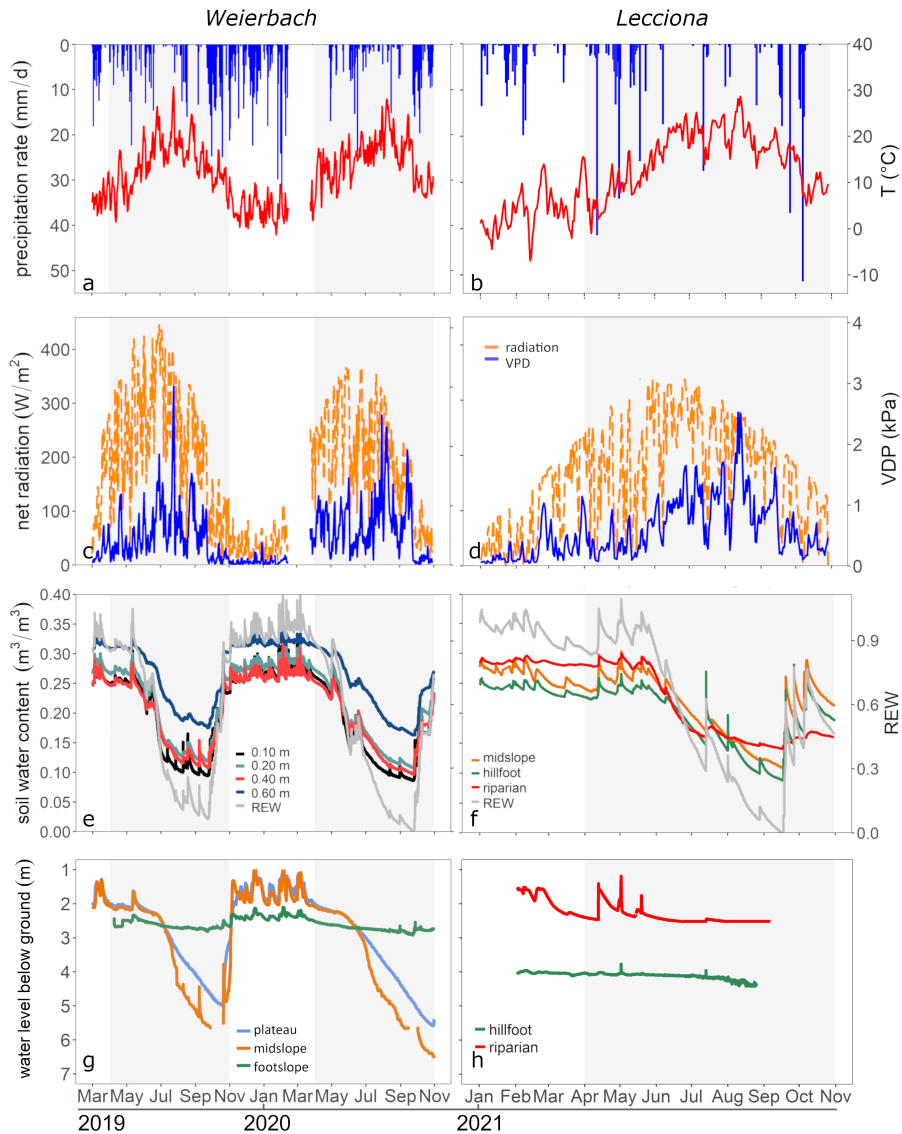 Weierbach
Lecciona
precipitation rate (mm/d)
0
10
20
30
40
50
a
b
40
30
20
10
0
-10
T (°C)
net radiation (W/m²)
400
300
200
100
0
c
radiation
VPD
d
4
3
2
1
0
VDP (kPa)
soil water content (m³/m³)
0.40
0.35
0.30
0.25
0.20
0.15
0.10
0.05
0.00
0.10 m
0.20 m
0.40 m
0.60 m
REW
e
midslope
hillfoot
riparian
REW
f
0.9
0.6
0.3
0.0
REW
water level below ground (m)
1
2
3
4
5
6
7
plateau
midslope
footslope
g
hillfoot
riparian
h
Mar May Jul Sep Nov Jan Mar May Jul Sep Nov
Jan Feb Mar Apr May Jun Jul Aug Sep Oct Nov
2019 2020 2021